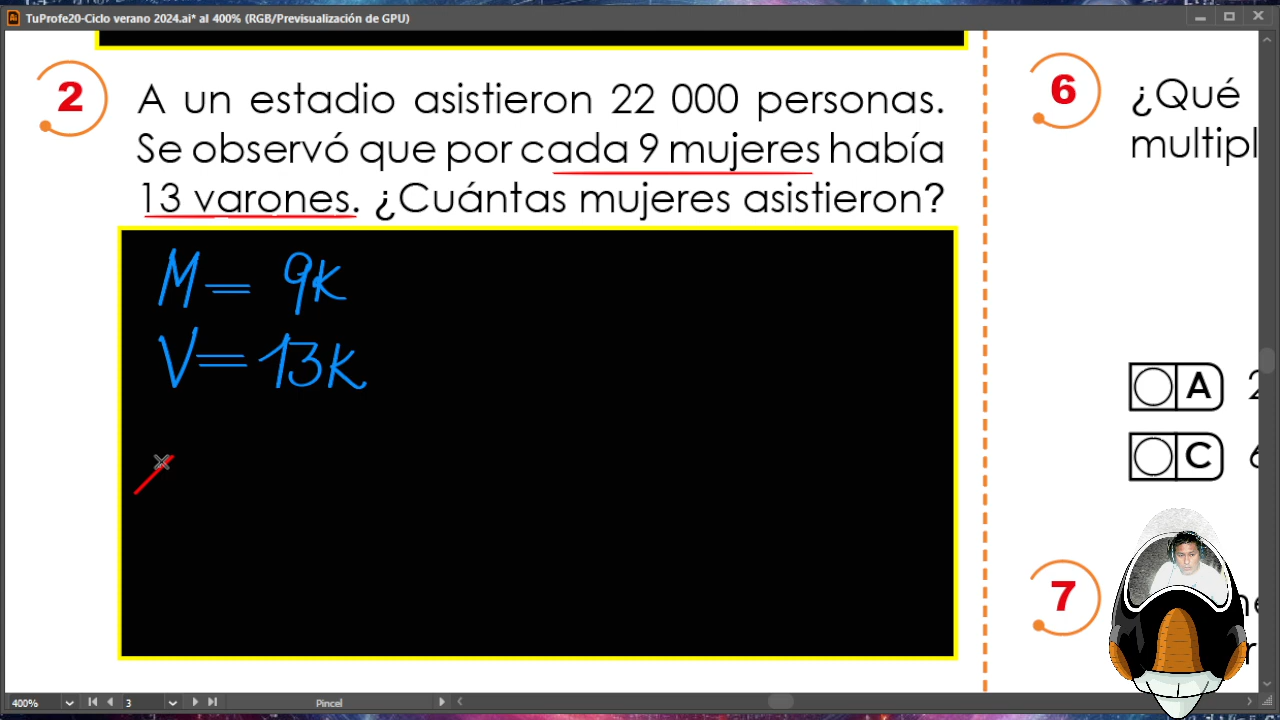 TuProfe20-Ciclo verano 2024.ai* al 400% (RGB/Previsualización de GPU)
2
A un estadio asistieron 22 000 personas.
Se observó que por cada 9 mujeres había
13 varones. ¿Cuántas mujeres asistieron?
M = 9K
V = 13K
6
¿Qué
multipl
A
C
7
400%
3
Pincel